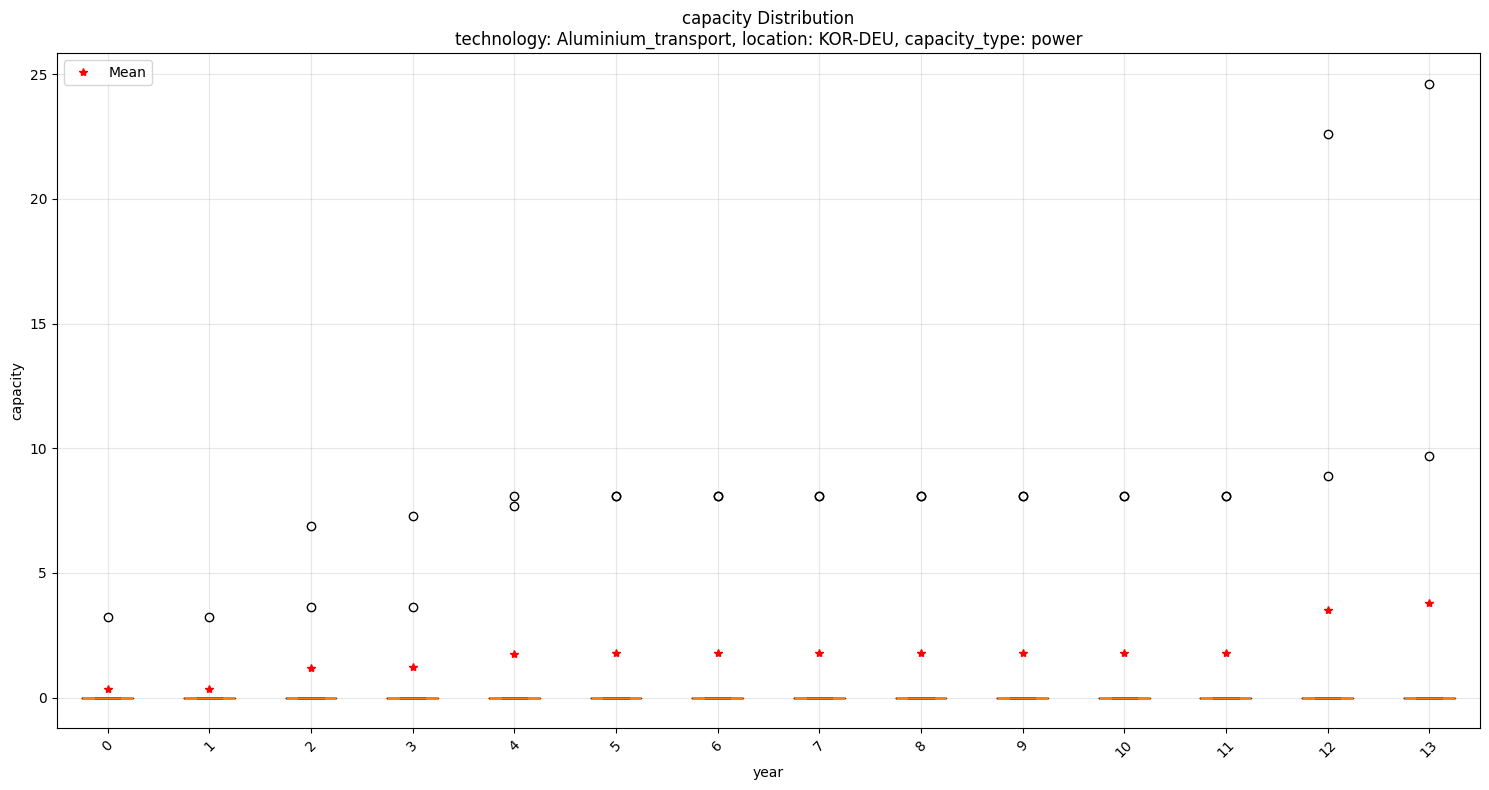 capacity Distribution
technology: Aluminium_transport, location: KOR-DEU, capacity_type: power
Mean
25
20
15
10
5
0
capacity
0 1 2 3 4 5 6 7 8 9 10 11 12 13
year